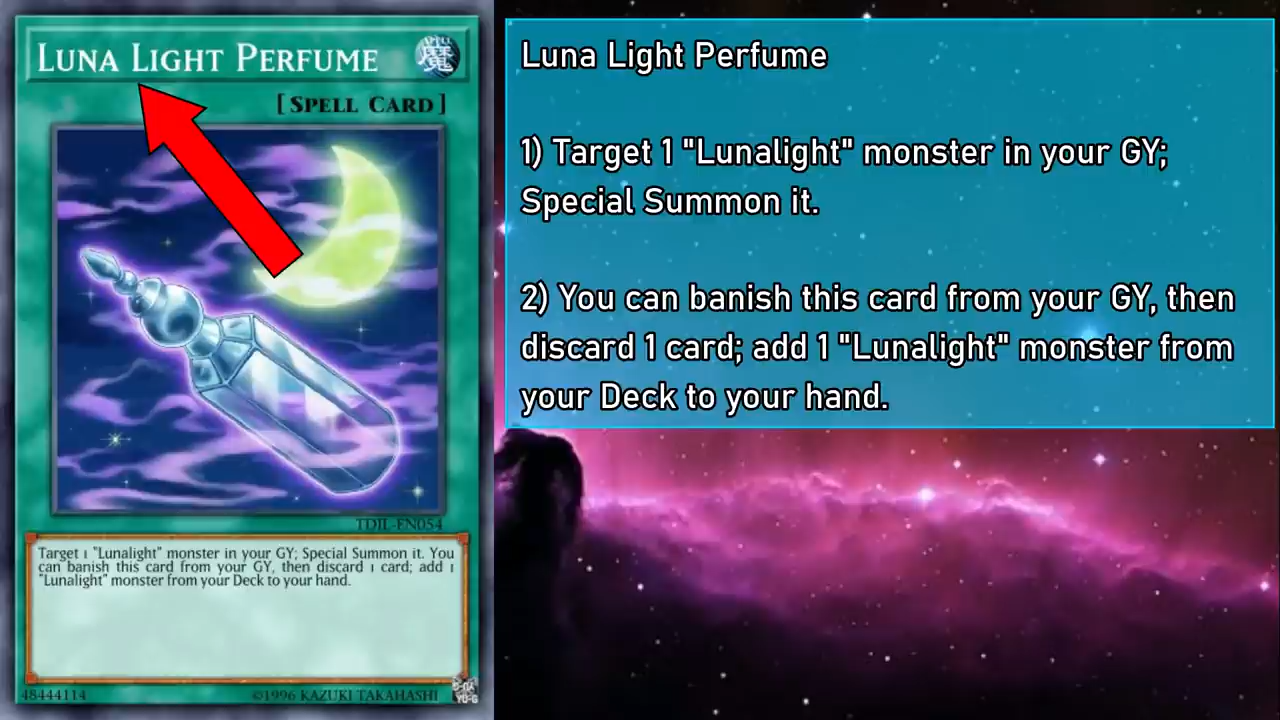 LUNA LIGHT PERFUME
魔
[SPELL CARD]
TDIL-EN054
Target 1 "Lunalight" monster in your GY; Special Summon it. You
can banish this card from your GY, then discard 1 card; add 1
"Lunalight" monster from your Deck to your hand.
48444114
©1996 KAZUKI TAKAHASHI
Luna Light Perfume
1) Target 1 "Lunalight" monster in your GY;
Special Summon it.
2) You can banish this card from your GY, then
discard 1 card; add 1 "Lunalight" monster from
your Deck to your hand.